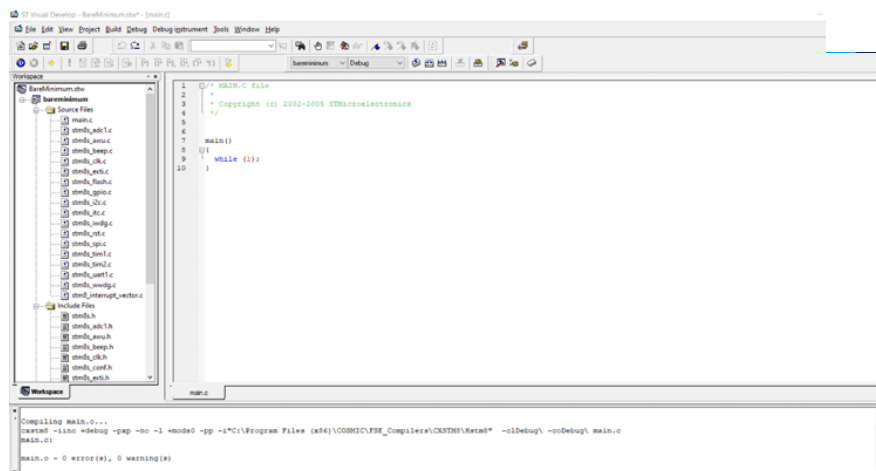 ST Visual Develop - BareMinimum.stw* - [main.c]
File Edit View Project Build Debug Debug instrument Tools Window Help
bareminimum Debug
Workspace
BareMinimum.stw
bareminimum
Source Files
main.c
stm8s_adc1.c
stm8s_awu.c
stm8s_beep.c
stm8s_clk.c
stm8s_exti.c
stm8s_flash.c
stm8s_gpio.c
stm8s_i2c.c
stm8s_itc.c
stm8s_iwdg.c
stm8s_rst.c
stm8s_spi.c
stm8s_tim1.c
stm8s_tim2.c
stm8s_uart1.c
stm8s_wwdg.c
stm8_interrupt_vector.c
Include Files
stm8s.h
stm8s_adc1.h
stm8s_awu.h
stm8s_beep.h
stm8s_clk.h
stm8s_conf.h
stm8s_exti.h
Workspace
1 /* MAIN.C file
2 *
3 * Copyright (c) 2002-2005 STMicroelectronics
4 */
5
6
7 main()
8 {
9 while (1);
10 }
main.c
Compiling main.c...
cxstm8 -iinc +debug -pxp -no -l +mods0 -pp -i"C:\Program Files (x86)\COSMIC\FSE_Compilers\CXSTM8\Hstm8" -clDebug\ -coDebug\ main.c
main.c:
main.o - 0 error(s), 0 warning(s)